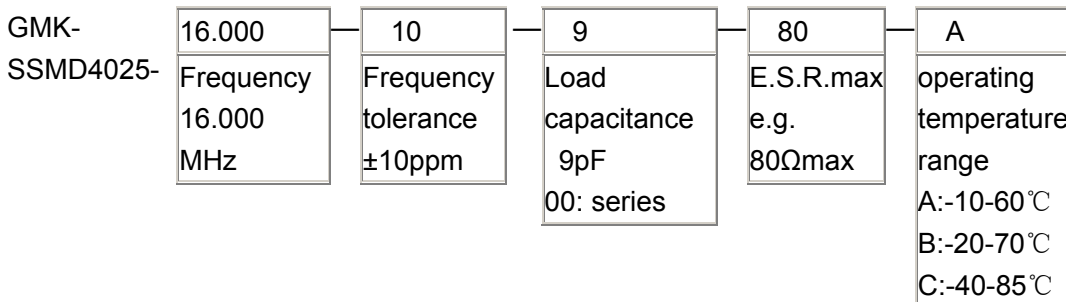 GMK-
SSMD4025-
16.000 — 10 — 9 — 80 — A
Frequency
16.000
MHz
Frequency
tolerance
±10ppm
Load
capacitance
9pF
00: series
E.S.R.max
e.g.
80Ωmax
operating
temperature
range
A:-10-60℃
B:-20-70℃
C:-40-85℃